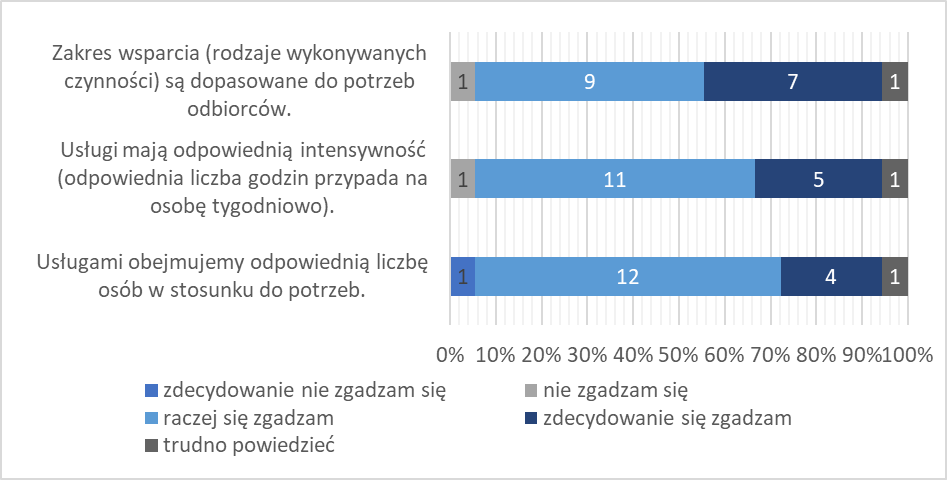 Zakres wsparcia (rodzaje wykonywanych
czynności) są dopasowane do potrzeb
odbiorców.
1 9 7 1
Usługi mają odpowiednią intensywność
(odpowiednia liczba godzin przypada na
osobę tygodniowo).
1 11 5 1
Usługami obejmujemy odpowiednią liczbę
osób w stosunku do potrzeb.
1 12 4 1
0% 10% 20% 30% 40% 50% 60% 70% 80% 90% 100%
zdecydowanie nie zgadzam się nie zgadzam się
raczej się zgadzam zdecydowanie się zgadzam
trudno powiedzieć